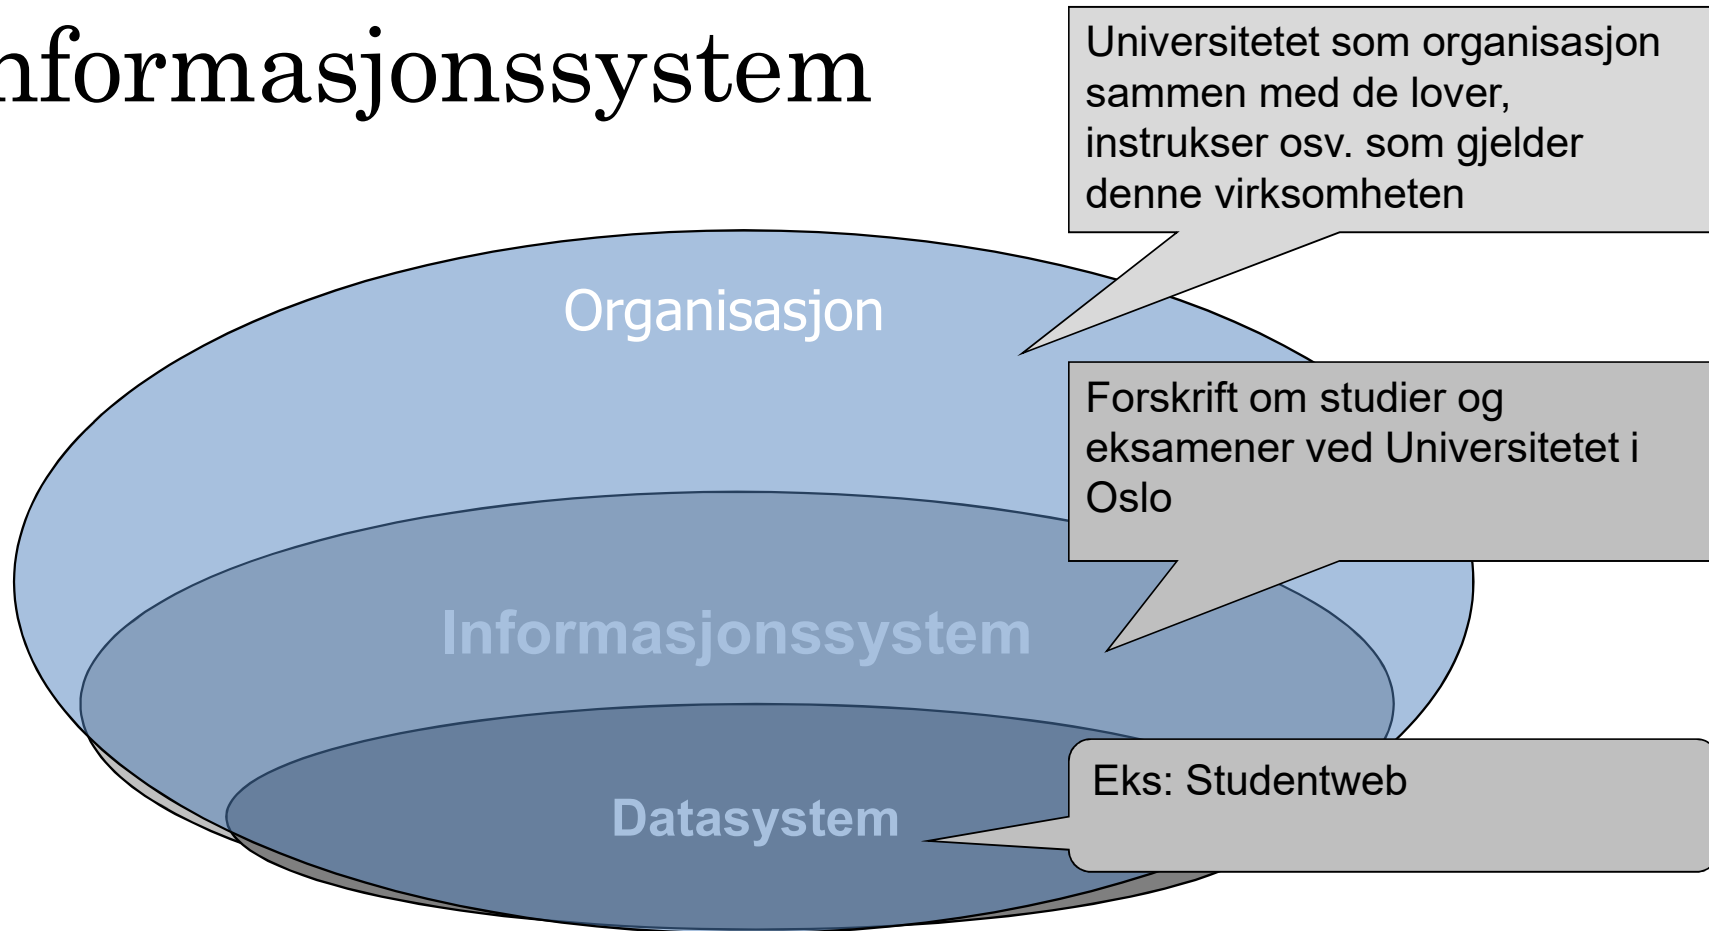 nformasjonssystem
Universitetet som organisasjon
sammen med de lover,
instrukser osv. som gjelder
denne virksomheten
Organisasjon
Forskrift om studier og
eksamener ved Universitetet i
Oslo
Informasjonssystem
Eks: Studentweb
Datasystem